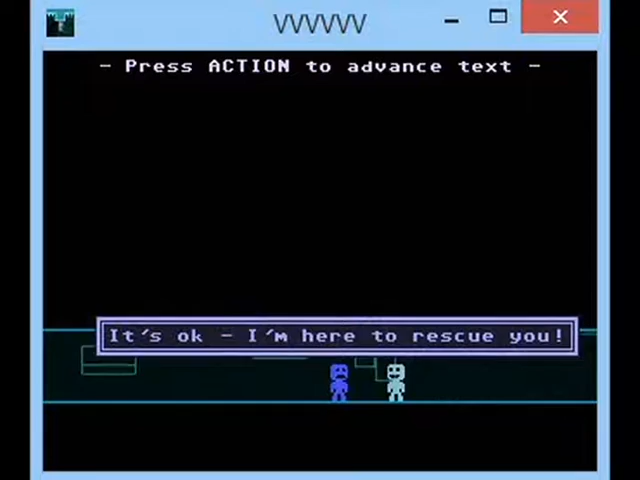 VVVVVV
- Press ACTION to advance text -
It's ok - I'm here to rescue you!